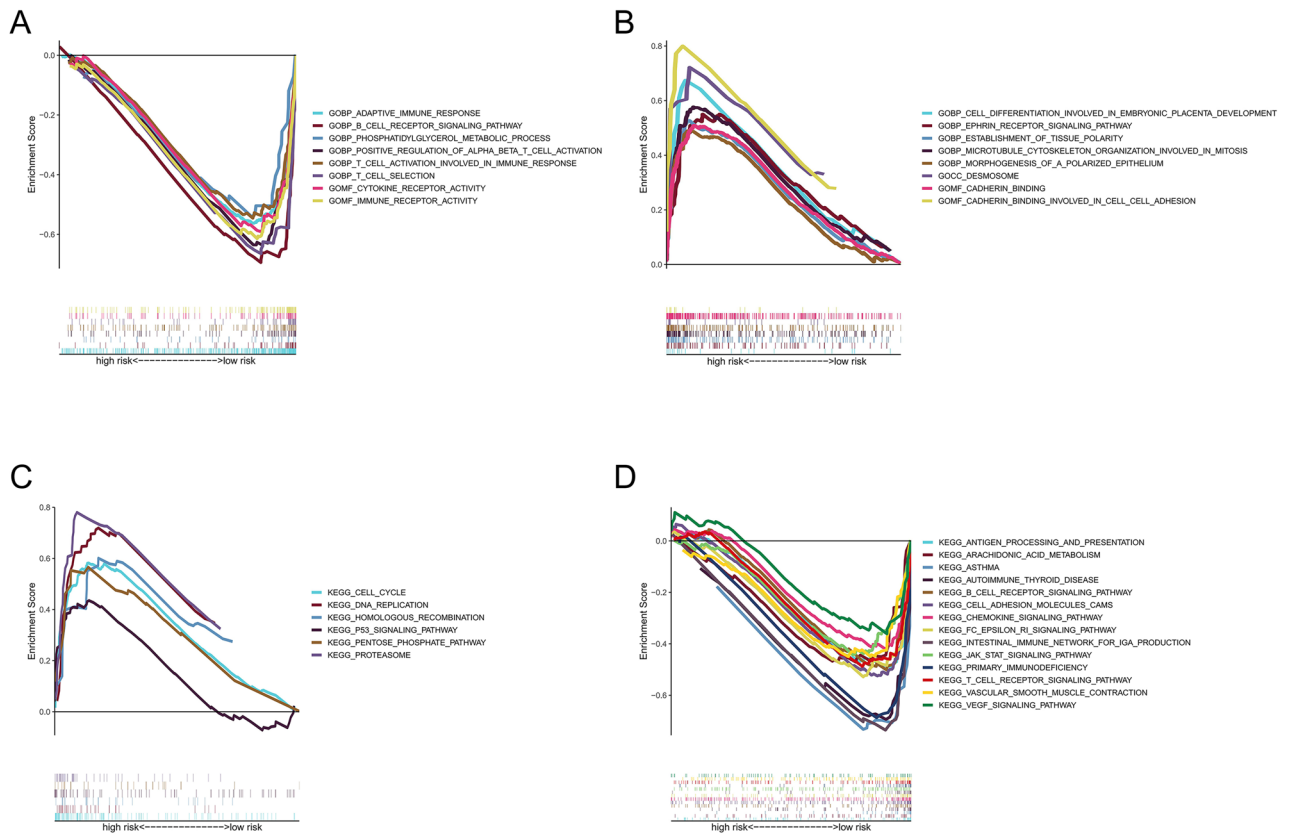 A
0.0
−0.2
−0.4
−0.6
Enrichment Score
GOBP_ADAPTIVE_IMMUNE_RESPONSE
GOBP_B_CELL_RECEPTOR_SIGNALING_PATHWAY
GOBP_PHOSPHATIDYLGLYCEROL_METABOLIC_PROCESS
GOBP_POSITIVE_REGULATION_OF_ALPHA_BETA_T_CELL_ACTIVATION
GOBP_T_CELL_ACTIVATION_INVOLVED_IN_IMMUNE_RESPONSE
GOBP_T_CELL_SELECTION
GOMF_CYTOKINE_RECEPTOR_ACTIVITY
GOMF_IMMUNE_RECEPTOR_ACTIVITY
high risk<--------------->low risk
B
0.8
0.6
0.4
0.2
0.0
Enrichment Score
GOBP_CELL_DIFFERENTIATION_INVOLVED_IN_EMBRYONIC_PLACENTA_DEVELOPMENT
GOBP_EPHRIN_RECEPTOR_SIGNALING_PATHWAY
GOBP_ESTABLISHMENT_OF_TISSUE_POLARITY
GOBP_MICROTUBULE_CYTOSKELETON_ORGANIZATION_INVOLVED_IN_MITOSIS
GOBP_MORPHOGENESIS_OF_A_POLARIZED_EPITHELIUM
GOCC_DESMOSOME
GOMF_CADHERIN_BINDING
GOMF_CADHERIN_BINDING_INVOLVED_IN_CELL_CELL_ADHESION
high risk<--------------->low risk
C
0.8
0.6
0.4
0.2
0.0
Enrichment Score
KEGG_CELL_CYCLE
KEGG_DNA_REPLICATION
KEGG_HOMOLOGOUS_RECOMBINATION
KEGG_P53_SIGNALING_PATHWAY
KEGG_PENTOSE_PHOSPHATE_PATHWAY
KEGG_PROTEASOME
high risk<--------------->low risk
D
0.0
−0.2
−0.4
−0.6
Enrichment Score
KEGG_ANTIGEN_PROCESSING_AND_PRESENTATION
KEGG_ARACHIDONIC_ACID_METABOLISM
KEGG_ASTHMA
KEGG_AUTOIMMUNE_THYROID_DISEASE
KEGG_B_CELL_RECEPTOR_SIGNALING_PATHWAY
KEGG_CELL_ADHESION_MOLECULES_CAMS
KEGG_CHEMOKINE_SIGNALING_PATHWAY
KEGG_FC_EPSILON_RI_SIGNALING_PATHWAY
KEGG_INTESTINAL_IMMUNE_NETWORK_FOR_IGA_PRODUCTION
KEGG_JAK_STAT_SIGNALING_PATHWAY
KEGG_PRIMARY_IMMUNODEFICIENCY
KEGG_T_CELL_RECEPTOR_SIGNALING_PATHWAY
KEGG_VASCULAR_SMOOTH_MUSCLE_CONTRACTION
KEGG_VEGF_SIGNALING_PATHWAY
high risk<--------------->low risk